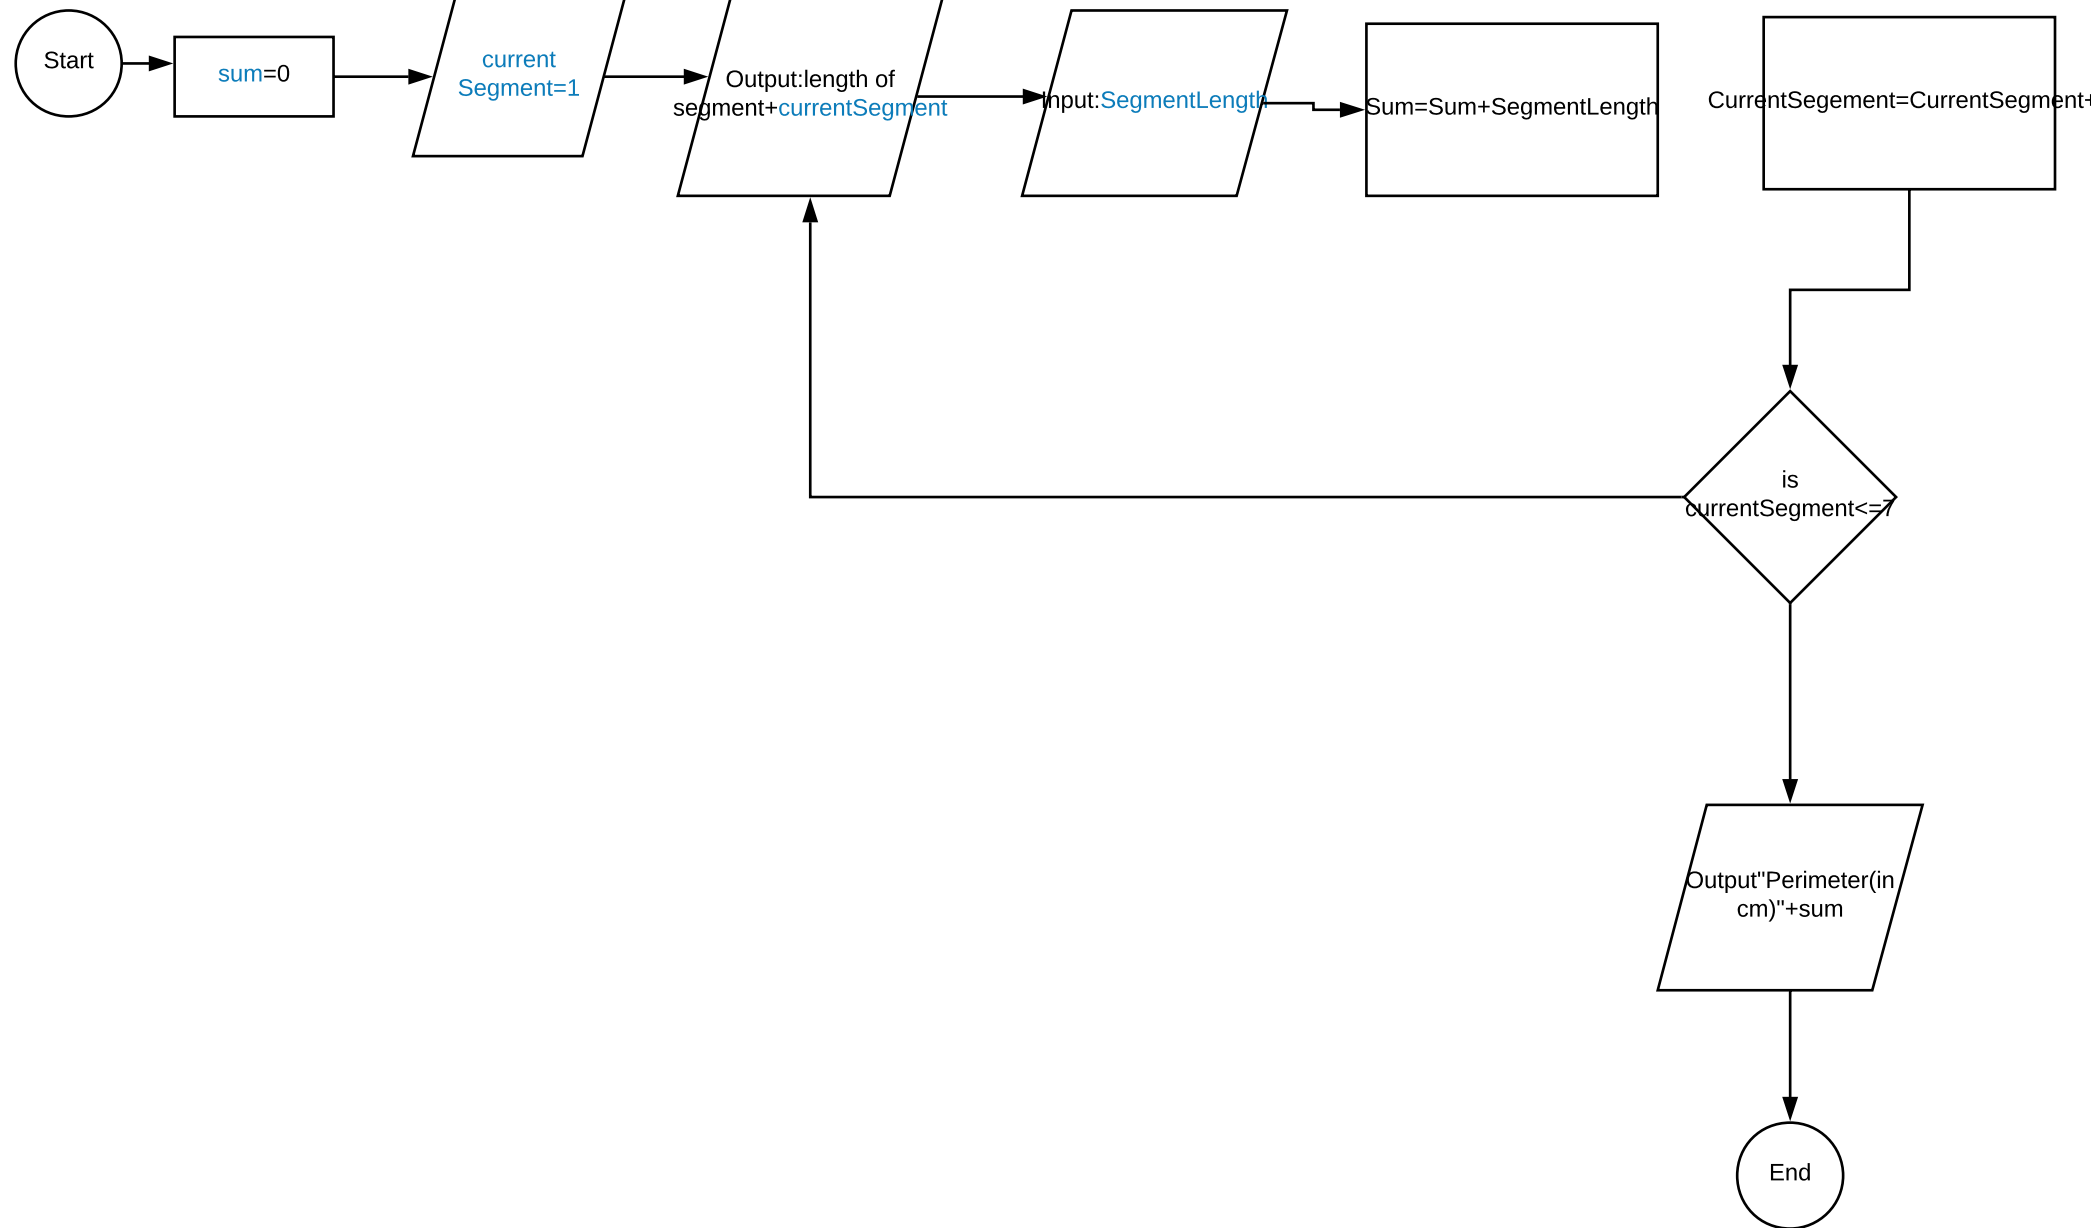 Start
sum=0
current
Segment=1
Output:length of
segment+currentSegment
Input:SegmentLength
Sum=Sum+SegmentLength
CurrentSegement=CurrentSegment+
is
currentSegment<=7
Output"Perimeter(in
cm)"+sum
End